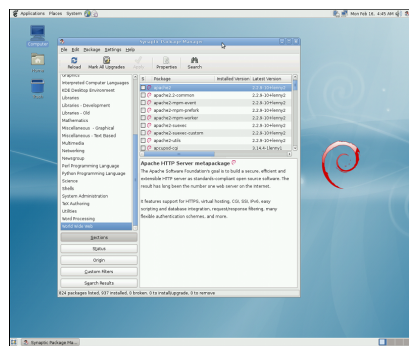 Applications Places System
Mon Feb 16, 4:45 AM
Computer
Synaptic Package Manager
File Edit Package Settings Help
Reload Mark All Upgrades Apply Properties Search
Graphics
Interpreted Computer Languages
KDE Desktop Environment
Libraries
Libraries - Development
Libraries - Old
Mathematics
Miscellaneous - Graphical
Miscellaneous - Text Based
Multimedia
Networking
Newsgroup
Perl Programming Language
Python Programming Language
Science
Shells
System Administration
TeX Authoring
Utilities
Word Processing
World Wide Web
Sections
Status
Origin
Custom Filters
Search Results
S Package Installed Version Latest Version
apache2 2.2.9-10+lenny2
apache2.2-common 2.2.9-10+lenny2
apache2-mpm-event 2.2.9-10+lenny2
apache2-mpm-prefork 2.2.9-10+lenny2
apache2-mpm-worker 2.2.9-10+lenny2
apache2-suexec 2.2.9-10+lenny2
apache2-suexec-custom 2.2.9-10+lenny2
apache2-utils 2.2.9-10+lenny2
apcupsd-cgi 3.14.4-1lenny1
Apache HTTP Server metapackage
The Apache Software Foundation's goal is to build a secure, efficient and
extensible HTTP server as standards-compliant open source software. The
result has long been the number one web server on the Internet.
It features support for HTTPS, virtual hosting, CGI, SSI, IPv6, easy
scripting and database integration, request/response filtering, many
flexible authentication schemes, and more.
824 packages listed, 937 installed, 0 broken. 0 to install/upgrade, 0 to remove
Synaptic Package Ma...